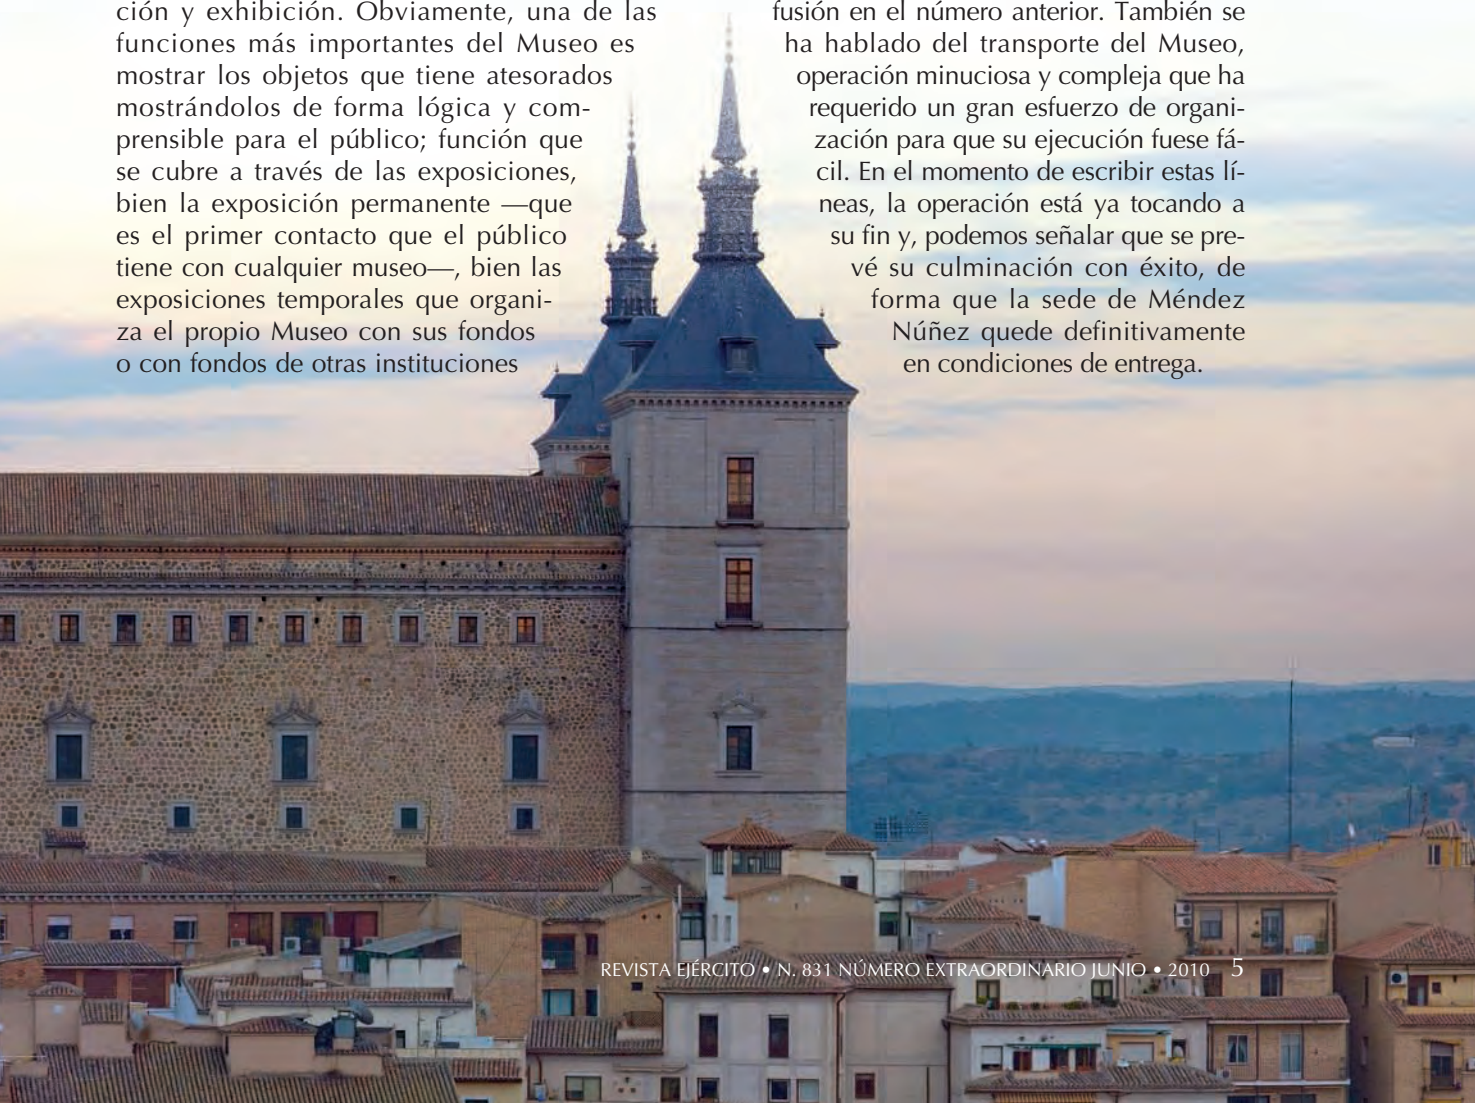 ción y exhibición. Obviamente, una de las
funciones más importantes del Museo es
mostrar los objetos que tiene atesorados
mostrándolos de forma lógica y com-
prensible para el público; función que
se cubre a través de las exposiciones,
bien la exposición permanente —que
es el primer contacto que el público
tiene con cualquier museo—, bien las
exposiciones temporales que organi-
za el propio Museo con sus fondos
o con fondos de otras instituciones
fusión en el número anterior. También se
ha hablado del transporte del Museo,
operación minuciosa y compleja que ha
requerido un gran esfuerzo de organi-
zación para que su ejecución fuese fá-
cil. En el momento de escribir estas lí-
neas, la operación está ya tocando a
su fin y, podemos señalar que se pre-
vé su culminación con éxito, de
forma que la sede de Méndez
Núñez quede definitivamente
en condiciones de entrega.
REVISTA EJÉRCITO • N. 831 NÚMERO EXTRAORDINARIO JUNIO • 2010 5